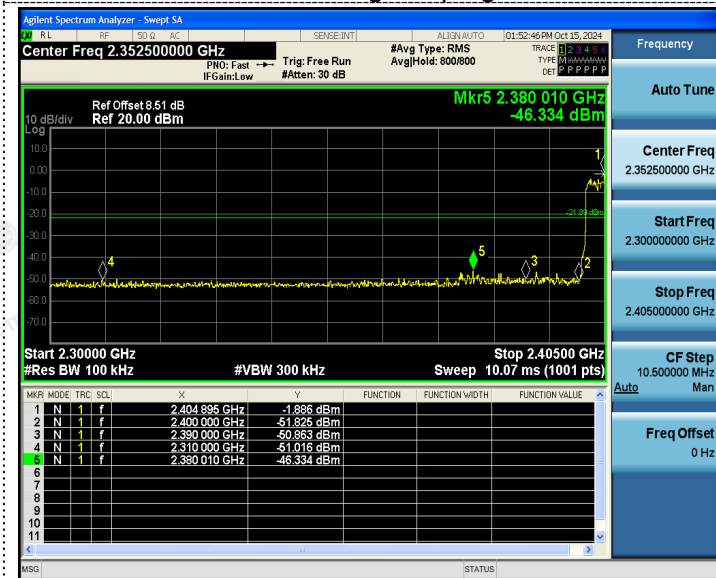 Agilent Spectrum Analyzer - Swept SA
RL RF 50 Ω AC SENSE:INT ALIGN AUTO 01:52:46 PM Oct 15, 2024
Center Freq 2.352500000 GHz
PNO: Fast
IFGain:Low
Trig: Free Run
#Atten: 30 dB
#Avg Type: RMS
Avg|Hold: 800/800
TRACE 1 2 3 4 5 6
TYPE M
DET P P P P P P
Ref Offset 8.51 dB
10 dB/div Ref 20.00 dBm
Log
Mkr5 2.380 010 GHz
-46.334 dBm
10.0
0.00
-10.0
-20.0
-30.0
-40.0
-50.0
-60.0
-70.0
1
-21.89 dBm
5
4
3
2
Start 2.30000 GHz Stop 2.40500 GHz
#Res BW 100 kHz #VBW 300 kHz Sweep 10.07 ms (1001 pts)
MKR MODE TRC SCL X Y FUNCTION FUNCTION WIDTH FUNCTION VALUE
1 N 1 f 2.404 895 GHz -1.886 dBm
2 N 1 f 2.400 000 GHz -51.825 dBm
3 N 1 f 2.390 000 GHz -50.863 dBm
4 N 1 f 2.310 000 GHz -51.016 dBm
5 N 1 f 2.380 010 GHz -46.334 dBm
6
7
8
9
10
11
MSG STATUS
Frequency
Auto Tune
Center Freq
2.352500000 GHz
Start Freq
2.300000000 GHz
Stop Freq
2.405000000 GHz
CF Step
10.500000 MHz
Auto Man
Freq Offset
0 Hz